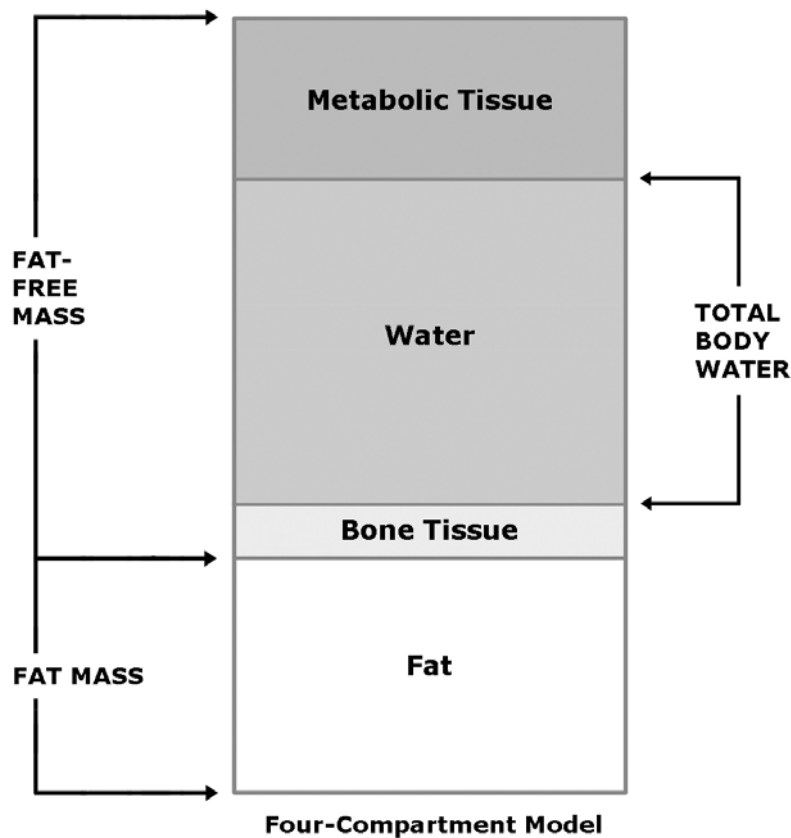 Metabolic Tissue
FAT-
FREE
MASS
Water
TOTAL
BODY
WATER
Bone Tissue
Fat
FAT MASS
Four-Compartment Model